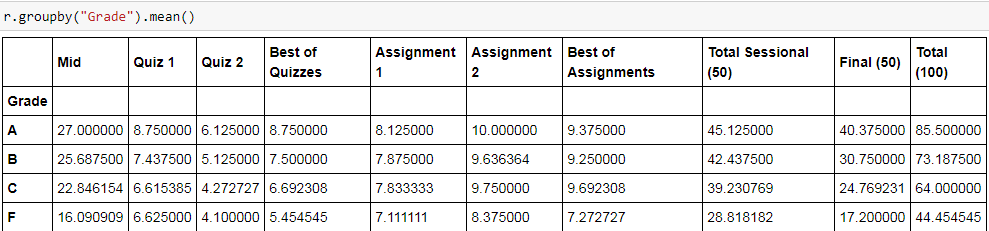 r.groupby("Grade").mean()
Mid Quiz 1 Quiz 2 Best of Quizzes Assignment 1 Assignment 2 Best of Assignments Total Sessional (50) Final (50) Total (100)
Grade
A 27.000000 8.750000 6.125000 8.750000 8.125000 10.000000 9.375000 45.125000 40.375000 85.500000
B 25.687500 7.437500 5.125000 7.500000 7.875000 9.636364 9.250000 42.437500 30.750000 73.187500
C 22.846154 6.615385 4.272727 6.692308 7.833333 9.750000 9.692308 39.230769 24.769231 64.000000
F 16.090909 6.625000 4.100000 5.454545 7.111111 8.375000 7.272727 28.818182 17.200000 44.454545